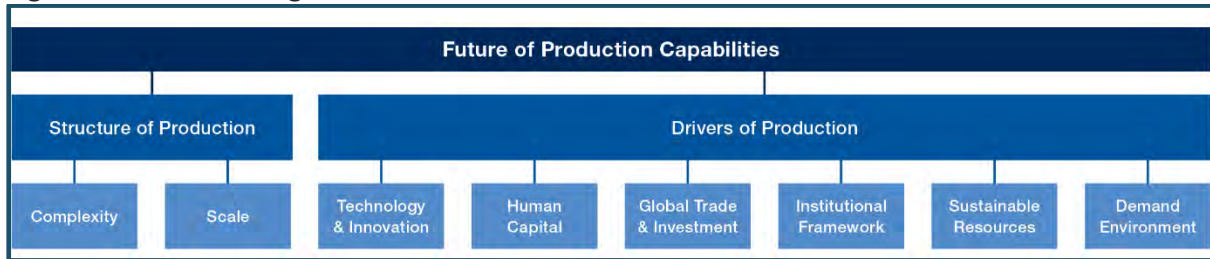 Future of Production Capabilities
Structure of Production
Drivers of Production
Complexity
Scale
Technology
& Innovation
Human
Capital
Global Trade
& Investment
Institutional
Framework
Sustainable
Resources
Demand
Environment